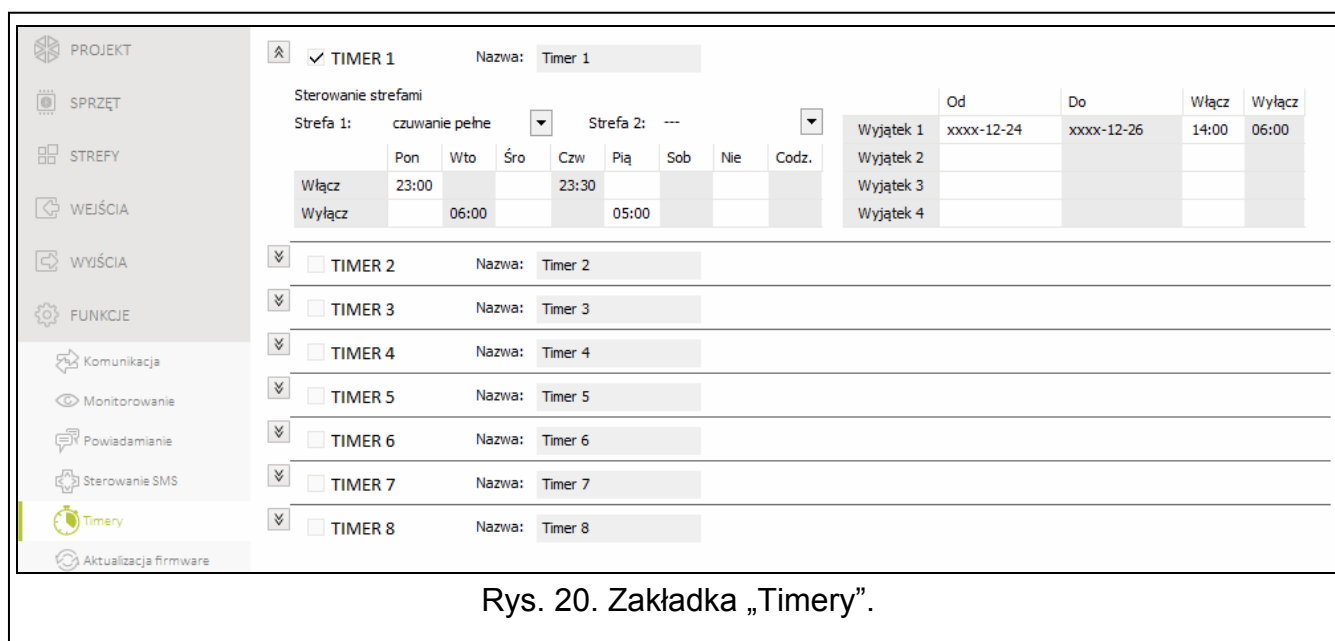 PROJEKT
SPRZĘT
STREFY
WEJŚCIA
WYJŚCIA
FUNKCJE
Komunikacja
Monitorowanie
Powiadamianie
Sterowanie SMS
Timery
Aktualizacja firmware
TIMER 1 Nazwa: Timer 1
Sterowanie strefami
Strefa 1: czuwanie pełne Strefa 2: ---
Pon Wto Śro Czw Pią Sob Nie Codz.
Włącz 23:00 23:30
Wyłącz 06:00 05:00
Od Do Włącz Wyłącz
Wyjątek 1 xxxx-12-24 xxxx-12-26 14:00 06:00
Wyjątek 2
Wyjątek 3
Wyjątek 4
TIMER 2 Nazwa: Timer 2
TIMER 3 Nazwa: Timer 3
TIMER 4 Nazwa: Timer 4
TIMER 5 Nazwa: Timer 5
TIMER 6 Nazwa: Timer 6
TIMER 7 Nazwa: Timer 7
TIMER 8 Nazwa: Timer 8
Rys. 20. Zakładka „Timery”.